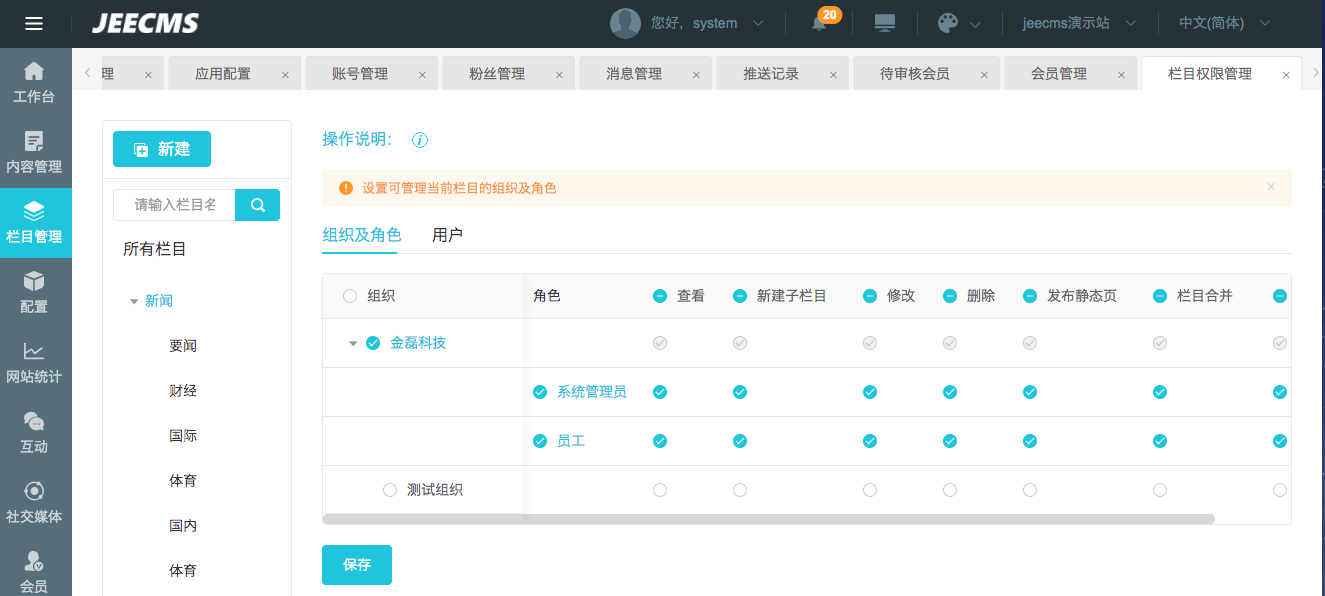 JEECMS 您好, system 20 jeecms演示站 中文(简体)
理 × 应用配置 × 账号管理 × 粉丝管理 × 消息管理 × 推送记录 × 待审核会员 × 会员管理 × 栏目权限管理 ×
工作台
内容管理
栏目管理
配置
网站统计
互动
社交媒体
会员
新建
请输入栏目名
所有栏目
新闻
要闻
财经
国际
体育
国内
体育
操作说明：
设置可管理当前栏目的组织及角色
组织及角色 用户
组织 角色 查看 新建子栏目 修改 删除 发布静态页 栏目合并
金磊科技
系统管理员
员工
测试组织
保存